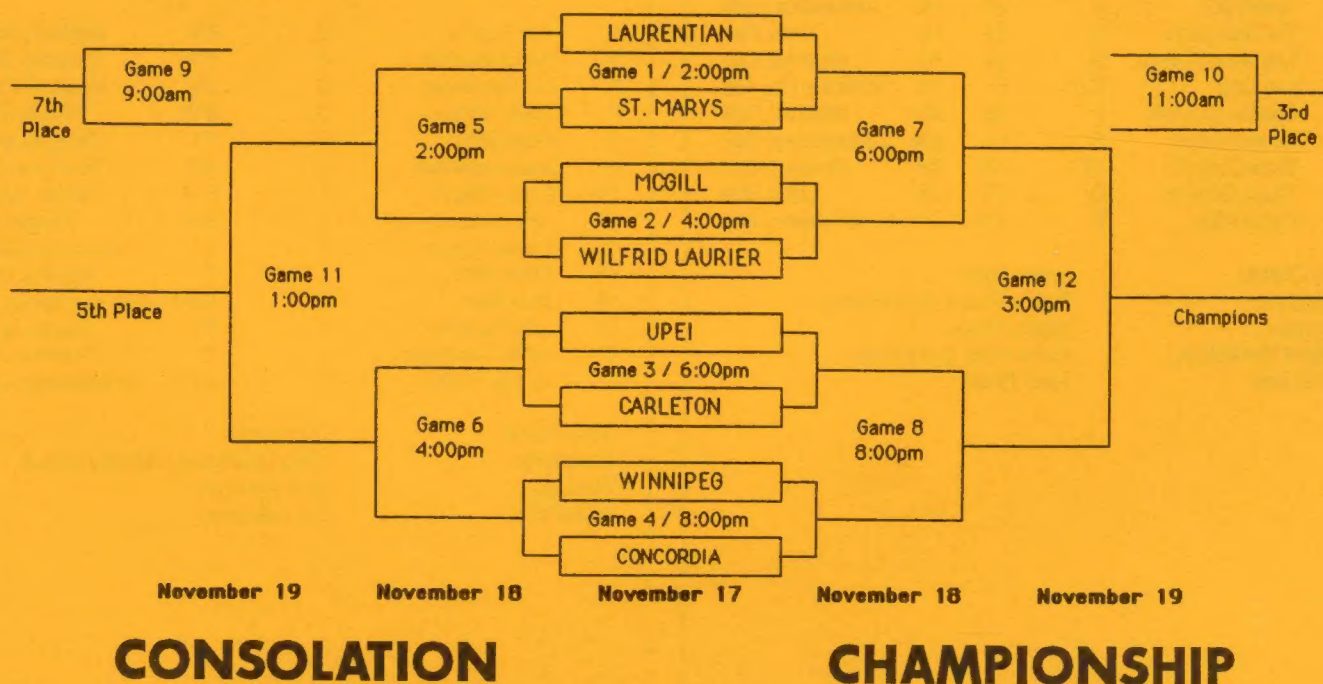 LAURENTIAN
Game 1 / 2:00pm
ST. MARYS
MCGILL
Game 2 / 4:00pm
WILFRID LAURIER
UPEI
Game 3 / 6:00pm
CARLETON
WINNIPEG
Game 4 / 8:00pm
CONCORDIA
Game 9
9:00am
7th
Place
Game 5
2:00pm
Game 11
1:00pm
5th Place
Game 6
4:00pm
Game 7
6:00pm
Game 10
11:00am
3rd
Place
Game 12
3:00pm
Champions
Game 8
8:00pm
November 19 November 18 November 17 November 18 November 19
CONSOLATION CHAMPIONSHIP